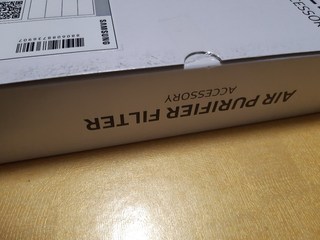 SAMSUNG
AIR PURIFIER FILTER
ACCESSORY